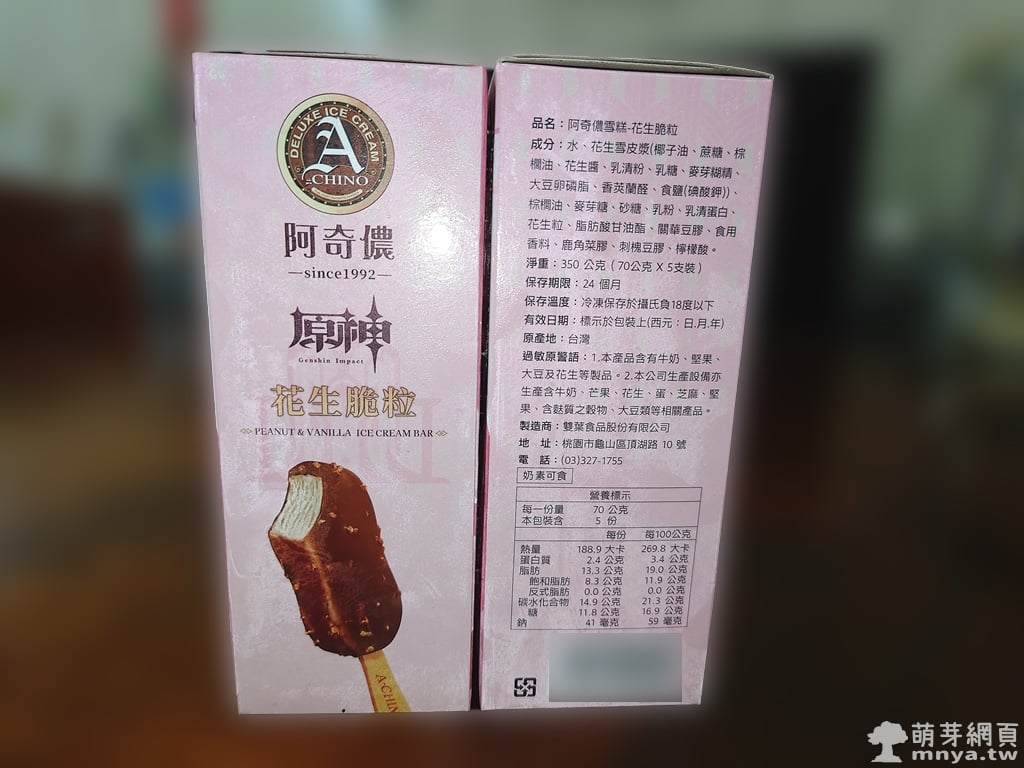 DELUXE ICE CREAM
A
A-CHINO
阿奇儂
since1992
原神
Genshin Impact
花生脆粒
PEANUT & VANILLA ICE CREAM BAR
A-CHIN
品名：阿奇儂雪糕-花生脆粒
成分：水、花生雪皮漿(椰子油、蔗糖、棕
櫚油、花生醬、乳清粉、乳糖、麥芽糊精、
大豆卵磷脂、香莢蘭醛、食鹽(碘酸鉀))、
棕櫚油、麥芽糖、砂糖、乳粉、乳清蛋白、
花生粒、脂肪酸甘油酯、關華豆膠、食用
香料、鹿角菜膠、刺槐豆膠、檸檬酸。
淨重：350 公克（70公克 X 5支裝）
保存期限：24 個月
保存溫度：冷凍保存於攝氏負18度以下
有效日期：標示於包裝上(西元：日.月.年)
原產地：台灣
過敏原警語：1.本產品含有牛奶、堅果、
大豆及花生等製品。2.本公司生產設備亦
生產含牛奶、芒果、花生、蛋、芝麻、堅
果、含麩質之穀物、大豆類等相關產品。
製造商：雙葉食品股份有限公司
地 址：桃園市龜山區頂湖路 10 號
電 話：(03)327-1755
奶素可食
營養標示
每一份量 70 公克
本包裝含 5 份
每份 每100公克
熱量 188.9 大卡 269.8 大卡
蛋白質 2.4 公克 3.4 公克
脂肪 13.3 公克 19.0 公克
飽和脂肪 8.3 公克 11.9 公克
反式脂肪 0.0 公克 0.0 公克
碳水化合物 14.9 公克 21.3 公克
糖 11.8 公克 16.9 公克
鈉 41 毫克 59 毫克
萌芽網頁
mnya.tw